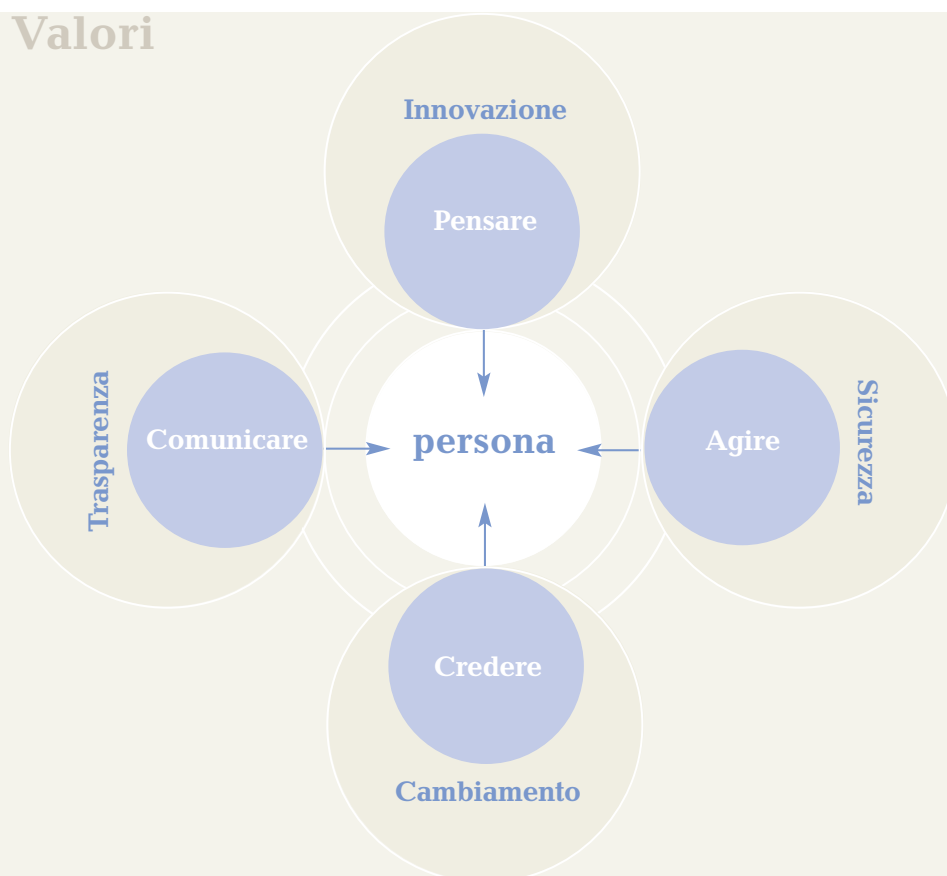 Valori
Innovazione
Pensare
Trasparenza
Comunicare
persona
Agire
Sicurezza
Credere
Cambiamento